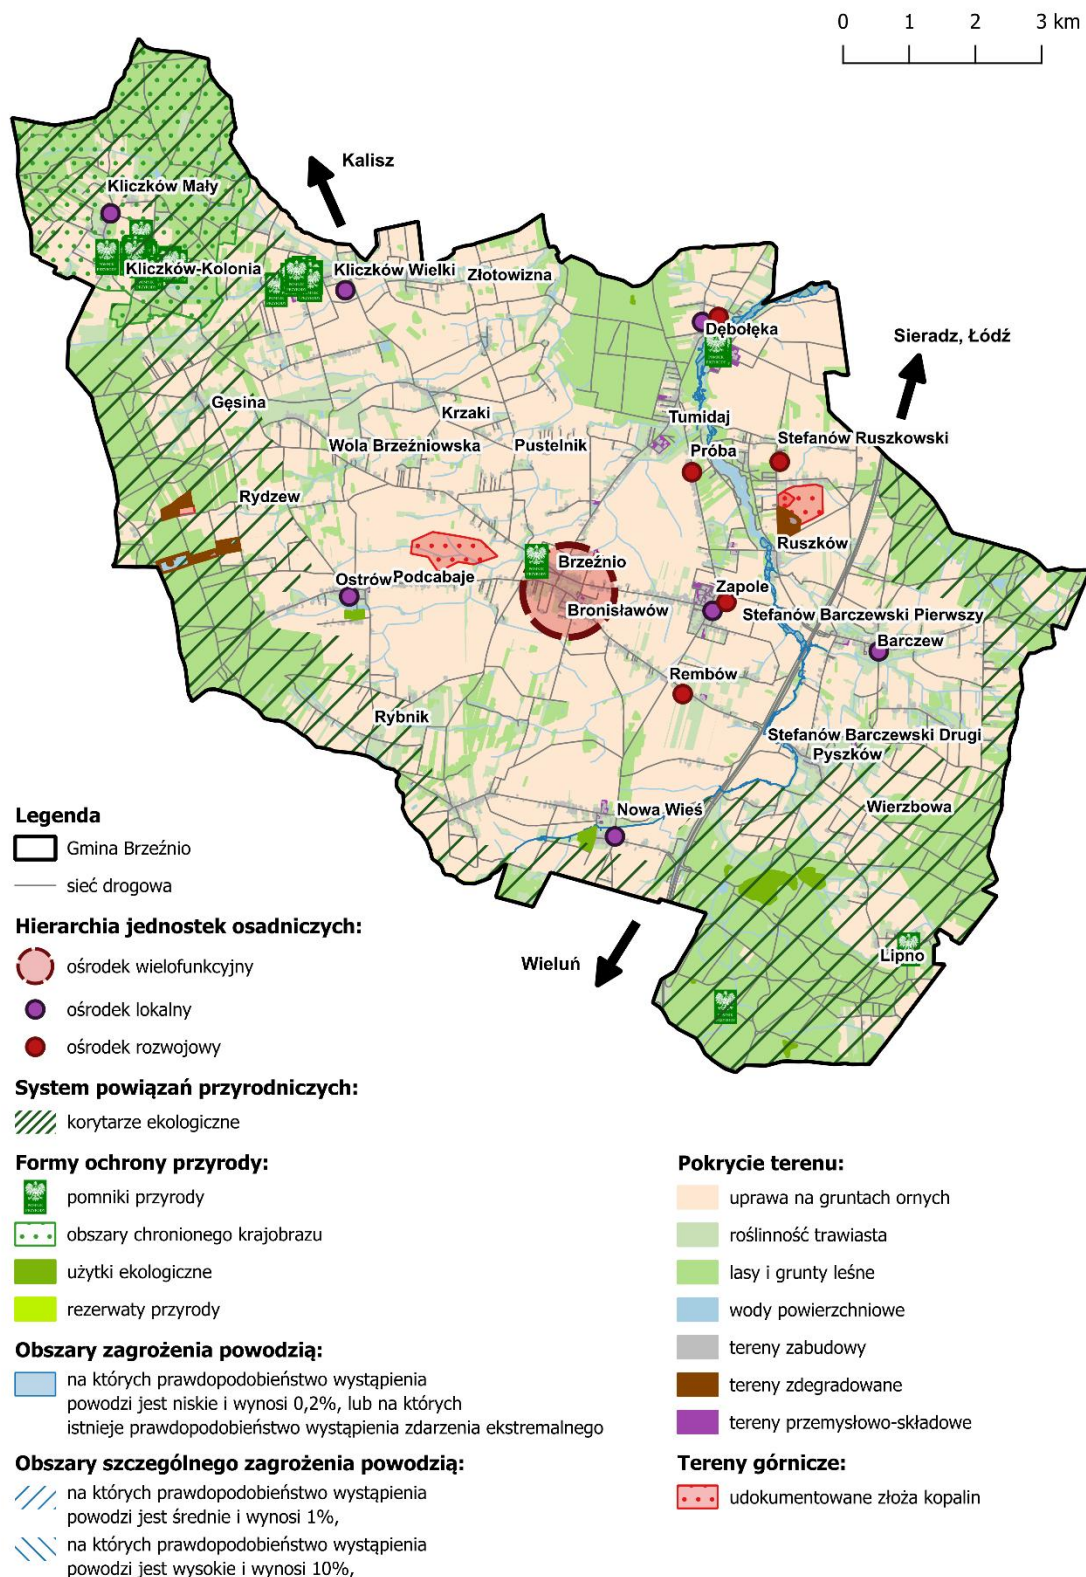 0 1 2 3 km
Kalisz
Kliczków Mały
Kliczków-Kolonia
Kliczków Wielki
Złotowizna
Dębołęka
Sieradz, Łódź
Gęsina
Krzaki
Tumidaj
Wola Brzeźniowska
Pustelnik
Próba
Stefanów Ruszkowski
Rydzew
Ruszków
Brzeźnio
Ostrów
Podcabaje
Bronisławów
Zapole
Stefanów Barczewski Pierwszy
Barczew
Rembów
Rybnik
Stefanów Barczewski Drugi
Pyszków
Nowa Wieś
Wierzbowa
Wieluń
Lipno
Legenda
Gmina Brzeźnio
sieć drogowa
Hierarchia jednostek osadniczych:
ośrodek wielofunkcyjny
ośrodek lokalny
ośrodek rozwojowy
System powiązań przyrodniczych:
korytarze ekologiczne
Formy ochrony przyrody:
pomniki przyrody
obszary chronionego krajobrazu
użytki ekologiczne
rezerwaty przyrody
Obszary zagrożenia powodzią:
na których prawdopodobieństwo wystąpienia
powodzi jest niskie i wynosi 0,2%, lub na których
istnieje prawdopodobieństwo wystąpienia zdarzenia ekstremalnego
Obszary szczególnego zagrożenia powodzią:
na których prawdopodobieństwo wystąpienia
powodzi jest średnie i wynosi 1%,
na których prawdopodobieństwo wystąpienia
powodzi jest wysokie i wynosi 10%,
Pokrycie terenu:
uprawa na gruntach ornych
roślinność trawiasta
lasy i grunty leśne
wody powierzchniowe
tereny zabudowy
tereny zdegradowane
tereny przemysłowo-składowe
Tereny górnicze:
udokumentowane złoża kopalin